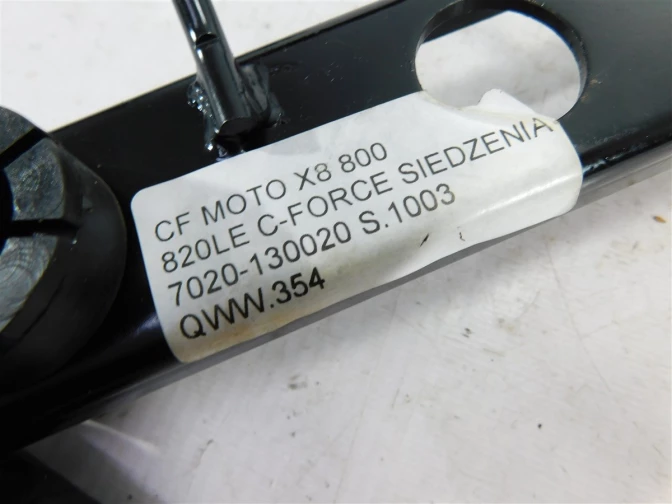 CF MOTO X8 800
820LE C-FORCE SIEDZENIA
7020-130020 S.1003
QWW.354